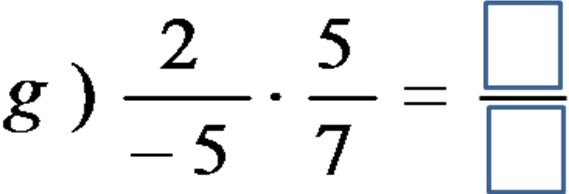 g ) 2/-5 · 5/7 = □/□